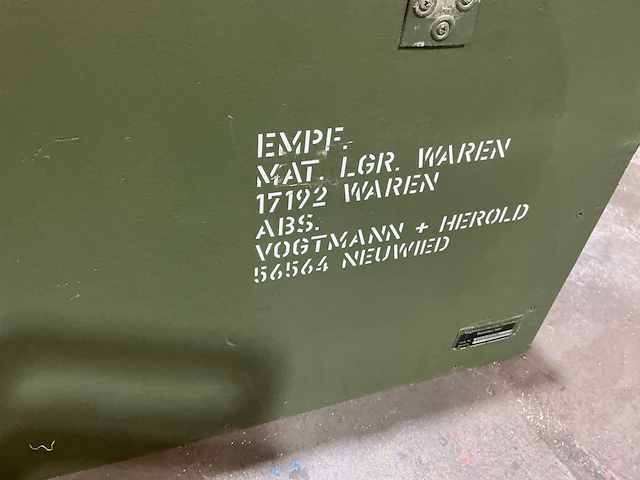 EMPF.
MAT. LGR. WAREN
17192 WAREN
ABS.
VOGTMANN + HEROLD
56564 NEUWIED